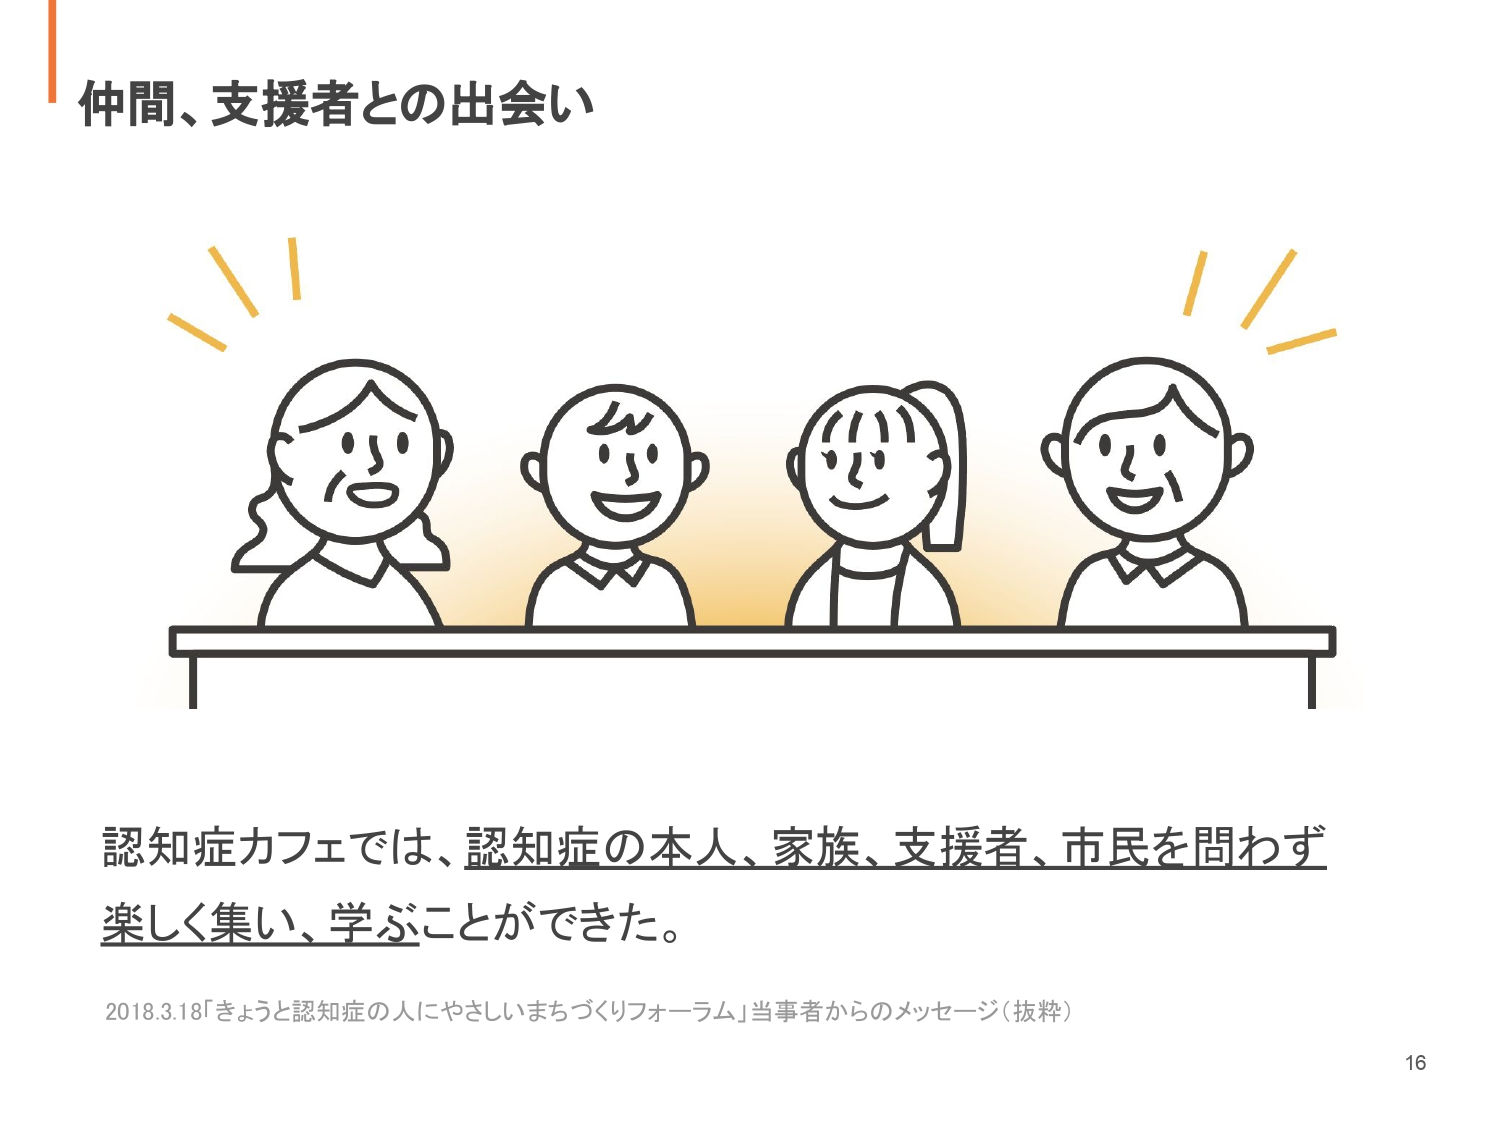 仲間、支援者との出会い
認知症カフェでは、認知症の本人、家族、支援者、市民を問わず
楽しく集い、学ぶことができた。
2018.3.18「きょうと認知症の人にやさしいまちづくりフォーラム」当事者からのメッセージ（抜粋）
16